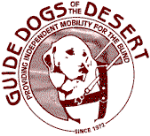 GUIDE DOGS OF THE DESERT
PROVIDING INDEPENDENT MOBILITY FOR THE BLIND
SINCE 1972